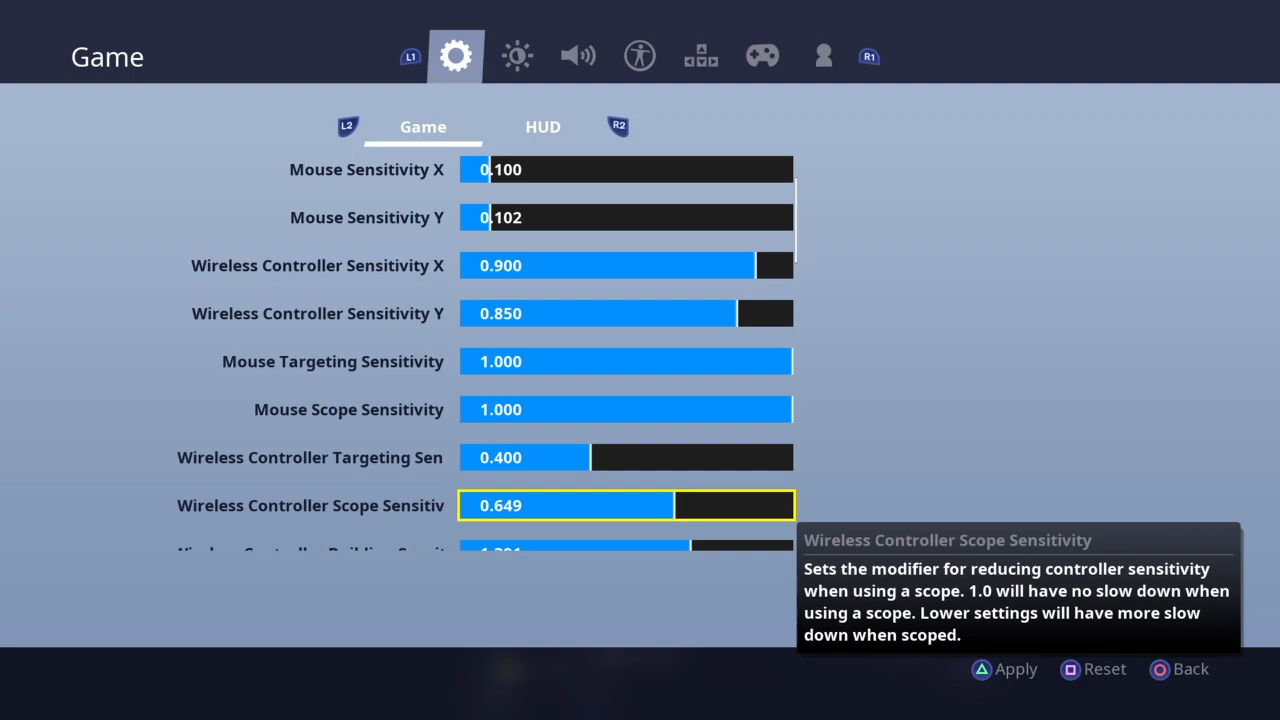 Game
L1
R1
L2
Game
HUD
R2
Mouse Sensitivity X 0.100
Mouse Sensitivity Y 0.102
Wireless Controller Sensitivity X 0.900
Wireless Controller Sensitivity Y 0.850
Mouse Targeting Sensitivity 1.000
Mouse Scope Sensitivity 1.000
Wireless Controller Targeting Sen 0.400
Wireless Controller Scope Sensitiv 0.649
Wireless Controller Scope Sensitivity
Sets the modifier for reducing controller sensitivity
when using a scope. 1.0 will have no slow down when
using a scope. Lower settings will have more slow
down when scoped.
Apply Reset Back